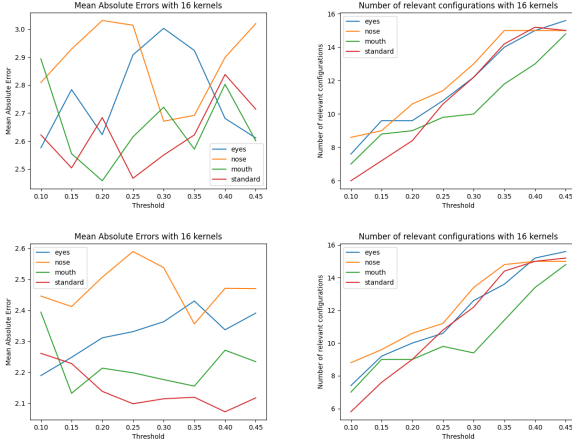 Mean Absolute Errors with 16 kernels
Mean Absolute Error
3.0
2.9
2.8
2.7
2.6
2.5
eyes
nose
mouth
standard
0.10 0.15 0.20 0.25 0.30 0.35 0.40 0.45
Threshold
Number of relevant configurations with 16 kernels
Number of relevant configurations
16
14
12
10
8
6
eyes
nose
mouth
standard
0.10 0.15 0.20 0.25 0.30 0.35 0.40 0.45
Threshold
Mean Absolute Errors with 16 kernels
Mean Absolute Error
2.6
2.5
2.4
2.3
2.2
2.1
eyes
nose
mouth
standard
0.10 0.15 0.20 0.25 0.30 0.35 0.40 0.45
Threshold
Number of relevant configurations with 16 kernels
Number of relevant configurations
16
14
12
10
8
6
eyes
nose
mouth
standard
0.10 0.15 0.20 0.25 0.30 0.35 0.40 0.45
Threshold